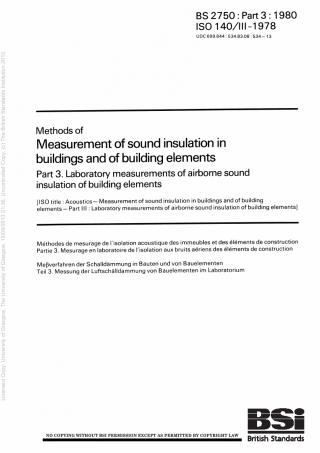 BS 2750 : Part 3 : 1980
ISO 140/III-1978
UDC 699.844 : 534.83.08 : 534-13
Methods of
Measurement of sound insulation in
buildings and of building elements
Part 3. Laboratory measurements of airborne sound
insulation of building elements
[ISO title : Acoustics — Measurement of sound insulation in buildings and of building
elements — Part III : Laboratory measurements of airborne sound insulation of building elements]
Méthodes de mesurage de l'isolation acoustique des immeubles et des éléments de construction
Partie 3. Mesurage en laboratoire de l'isolation aux bruits aériens des éléments de construction
Meßverfahren der Schalldämmung in Bauten und von Bauelementen
Teil 3. Messung der Luftschalldämmung von Bauelementen im Laboratorium
BSi
British Standards
NO COPYING WITHOUT BSI PERMISSION EXCEPT AS PERMITTED BY COPYRIGHT LAW
Licensed Copy: University of Glasgow, The University of Glasgow, 
Uncontrolled Copy, (c) The British Standards Institution 2010